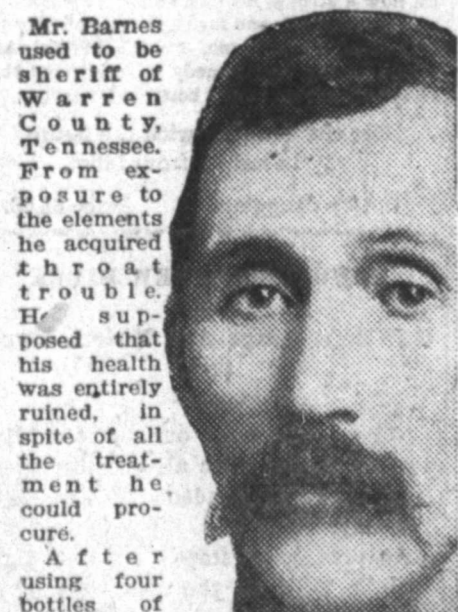 Mr. Barnes
used to be
sheriff of
Warren
County,
Tennessee.
From ex-
posure to
the elements
he acquired
throat
trouble.
He sup-
posed that
his health
was entirely
ruined, in
spite of all
the treat-
ment he
could pro-
cure.
After
using four
bottles of